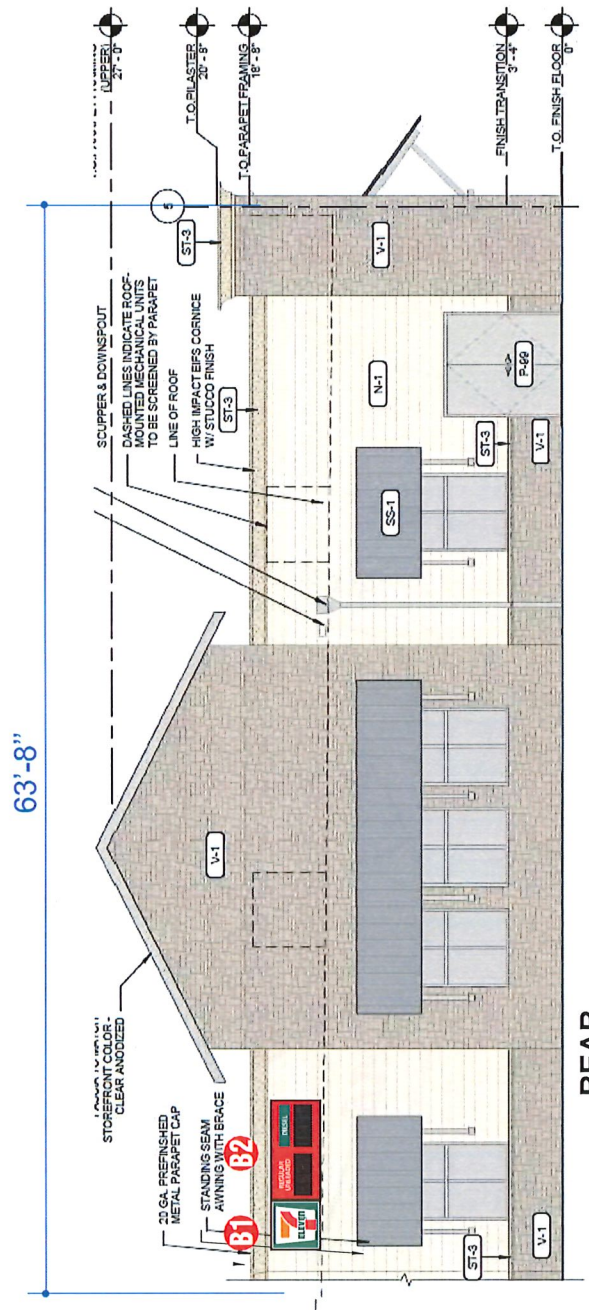 63'-8"
STOREFRONT COLOR -
CLEAR ANODIZED
20 GA. PREFINSHED
METAL PARAPET CAP
STANDING SEAM
AWNING WITH BRACE
B1
B2
7
ELEVEN
REGULAR
UNLEADED
DIESEL
ST-3
V-1
V-1
SCUPPER & DOWNSPOUT
DASHED LINES INDICATE ROOF-
MOUNTED MECHANICAL UNITS
TO BE SCREENED BY PARAPET
LINE OF ROOF
HIGH IMPACT EIFS CORNICE
W/ STUCCO FINISH
ST-3
ST-3
5
SS-1
N-1
V-1
ST-3
V-1
P-99
(UPPER)
27' - 0"
T.O.PILASTER
20' - 8"
T.O.PARAPET FRAMING
18' - 8"
FINISH TRANSITION
3' - 4"
T.O. FINISH FLOOR
0"
REAR